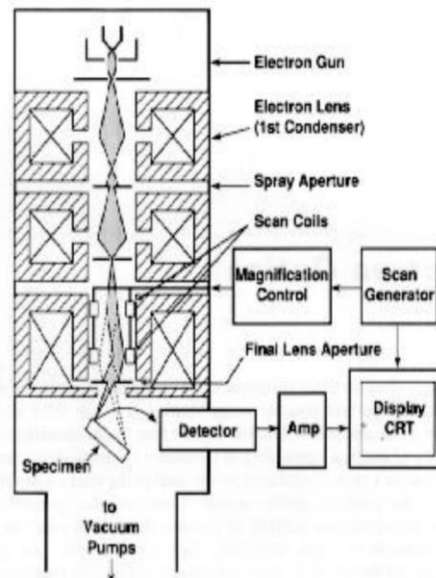 Electron Gun
Electron Lens
(1st Condenser)
Spray Aperture
Scan Coils
Magnification
Control
Scan
Generator
Final Lens Aperture
Detector
Amp
Display
CRT
Specimen
to
Vacuum
Pumps